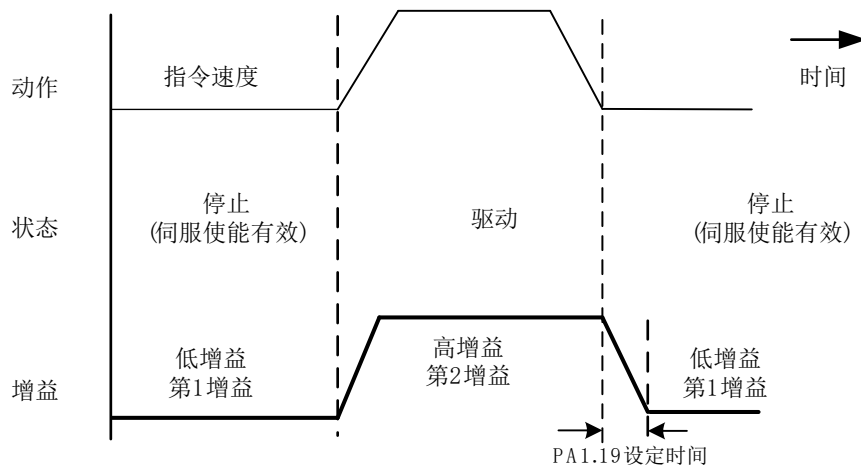 动作
指令速度
时间
状态
停止
(伺服使能有效)
驱动
停止
(伺服使能有效)
增益
低增益
第1增益
高增益
第2增益
低增益
第1增益
PA1.19设定时间